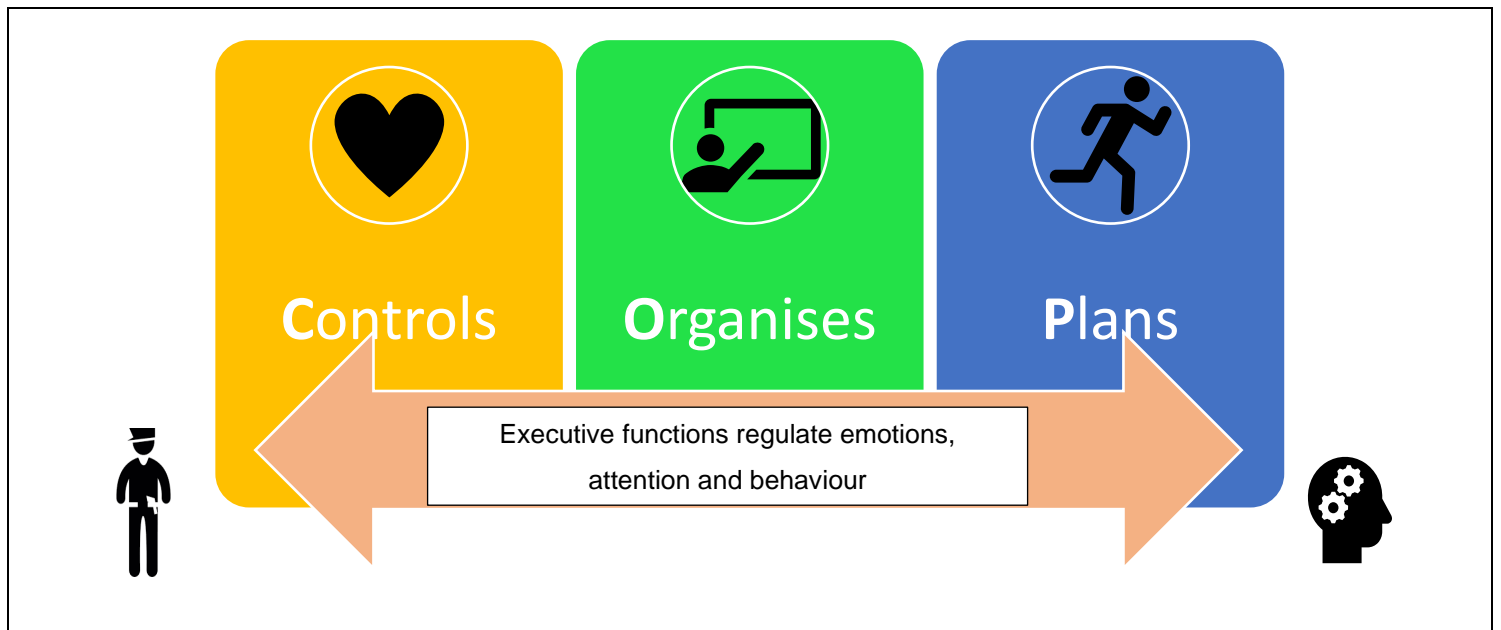 Controls
Organises
Plans
Executive functions regulate emotions,
attention and behaviour